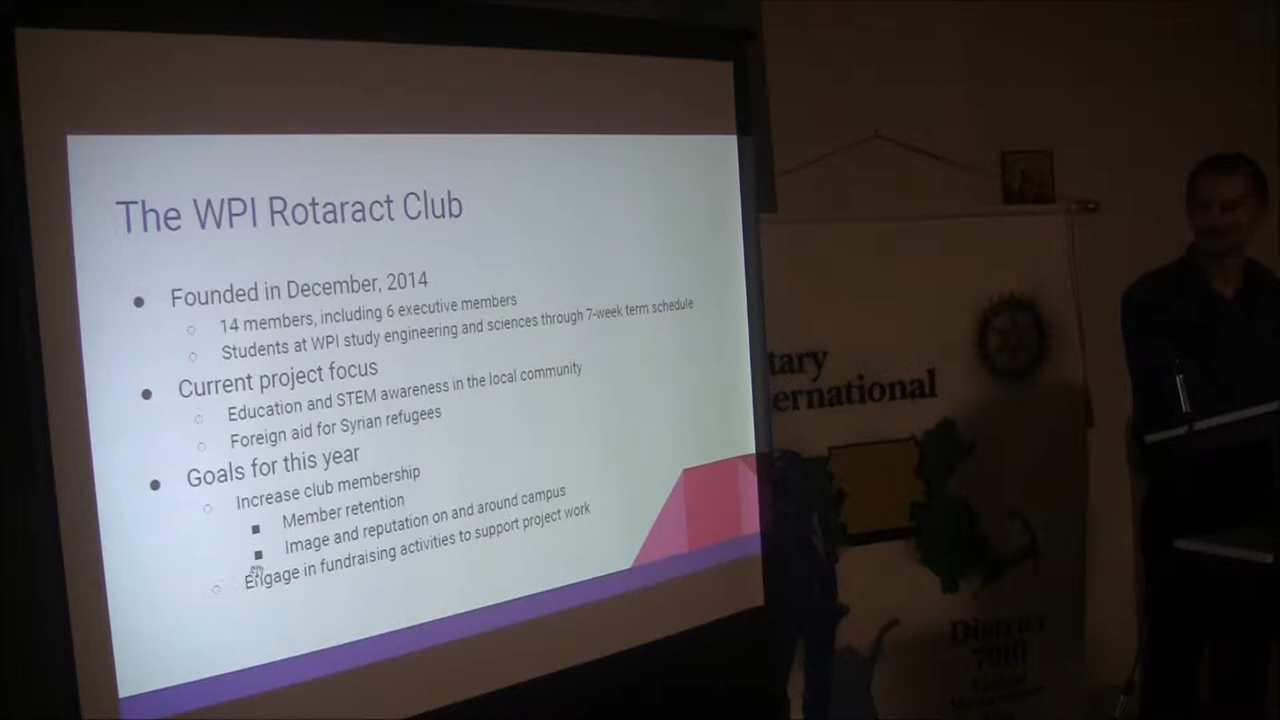 The WPI Rotaract Club
● Founded in December, 2014
○ 14 members, including 6 executive members
○ Students at WPI study engineering and sciences through 7-week term schedule
● Current project focus
○ Education and STEM awareness in the local community
○ Foreign aid for Syrian refugees
● Goals for this year
○ Increase club membership
■ Member retention
■ Image and reputation on and around campus
○ Engage in fundraising activities to support project work
tary
ternational
District